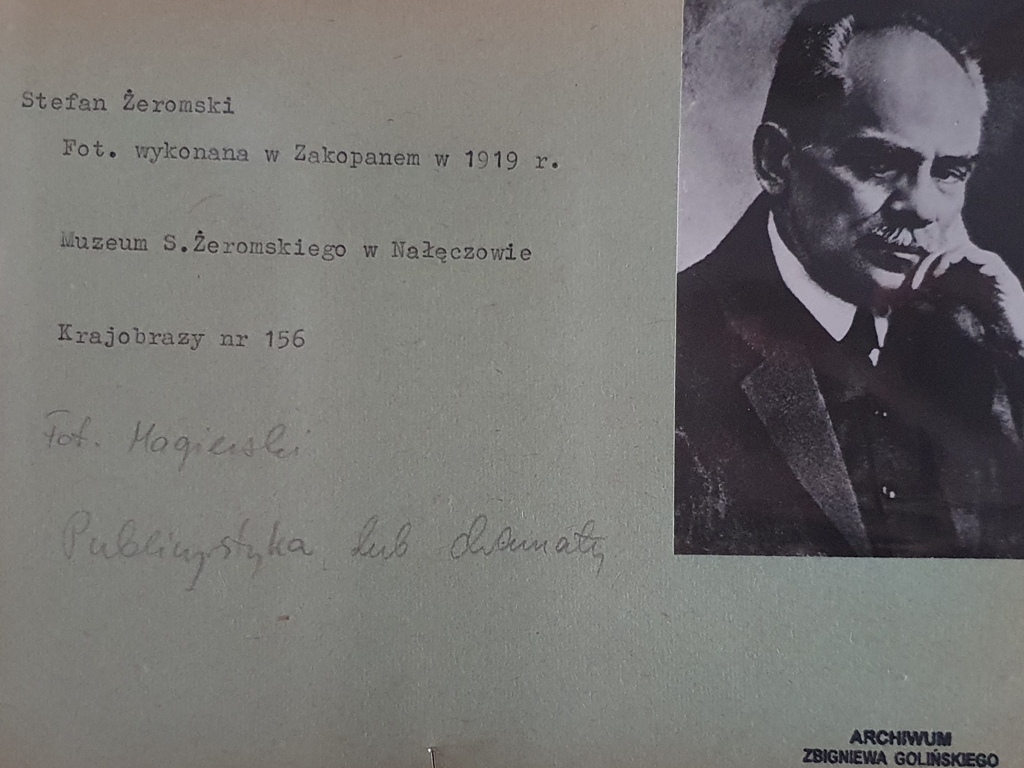 Stefan Żeromski
Fot. wykonana w Zakopanem w 1919 r.
Muzeum S.Żeromskiego w Nałęczowie
Krajobrazy nr 156
Fot. Magierski
Publicystyka lub dramaty
ARCHIWUM
ZBIGNIEWA GOLIŃSKIEGO